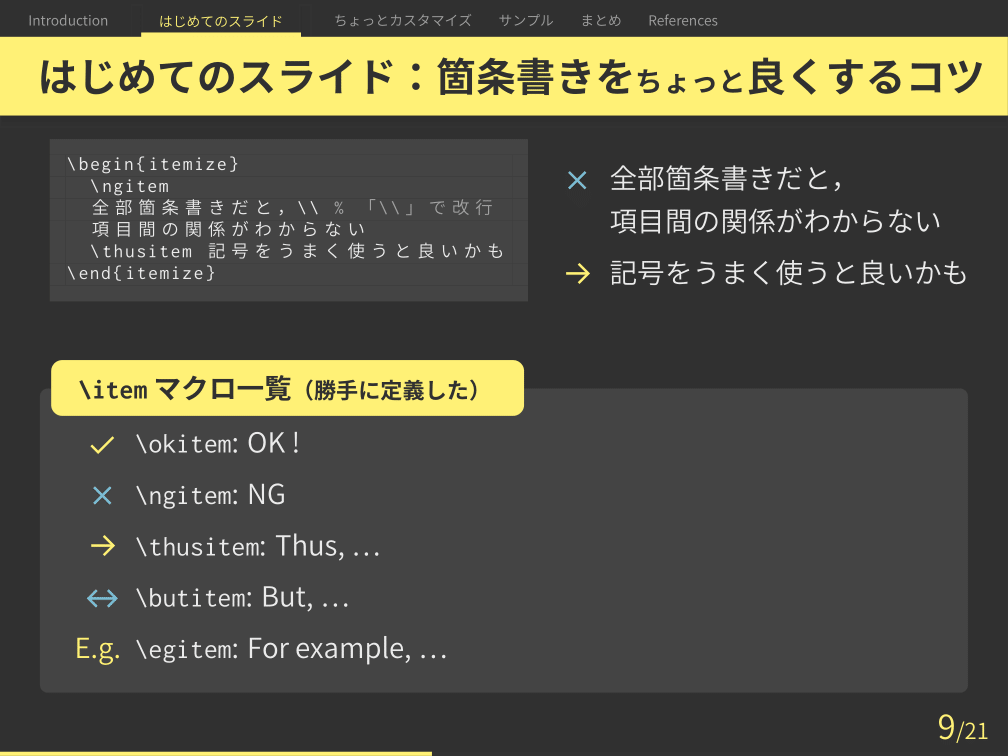 Introduction はじめてのスライド ちょっとカスタマイズ サンプル まとめ References
はじめてのスライド：箇条書きをちょっと良くするコツ
\begin{itemize}
\ngitem
全部箇条書きだと，\\ % 「\\」で改行
項目間の関係がわからない
\thusitem 記号をうまく使うと良いかも
\end{itemize}
× 全部箇条書きだと，
項目間の関係がわからない
→ 記号をうまく使うと良いかも
\item マクロ一覧（勝手に定義した）
✓ \okitem: OK !
× \ngitem: NG
→ \thusitem: Thus, …
↔ \butitem: But, …
E.g. \egitem: For example, …
9/21